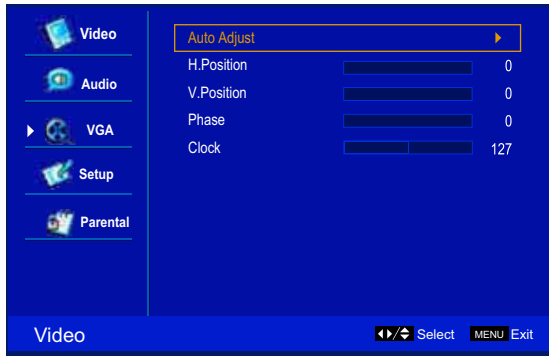 Video
Audio
VGA
Setup
Parental
Auto Adjust
H.Position 0
V.Position 0
Phase 0
Clock 127
Video
/ Select MENU Exit